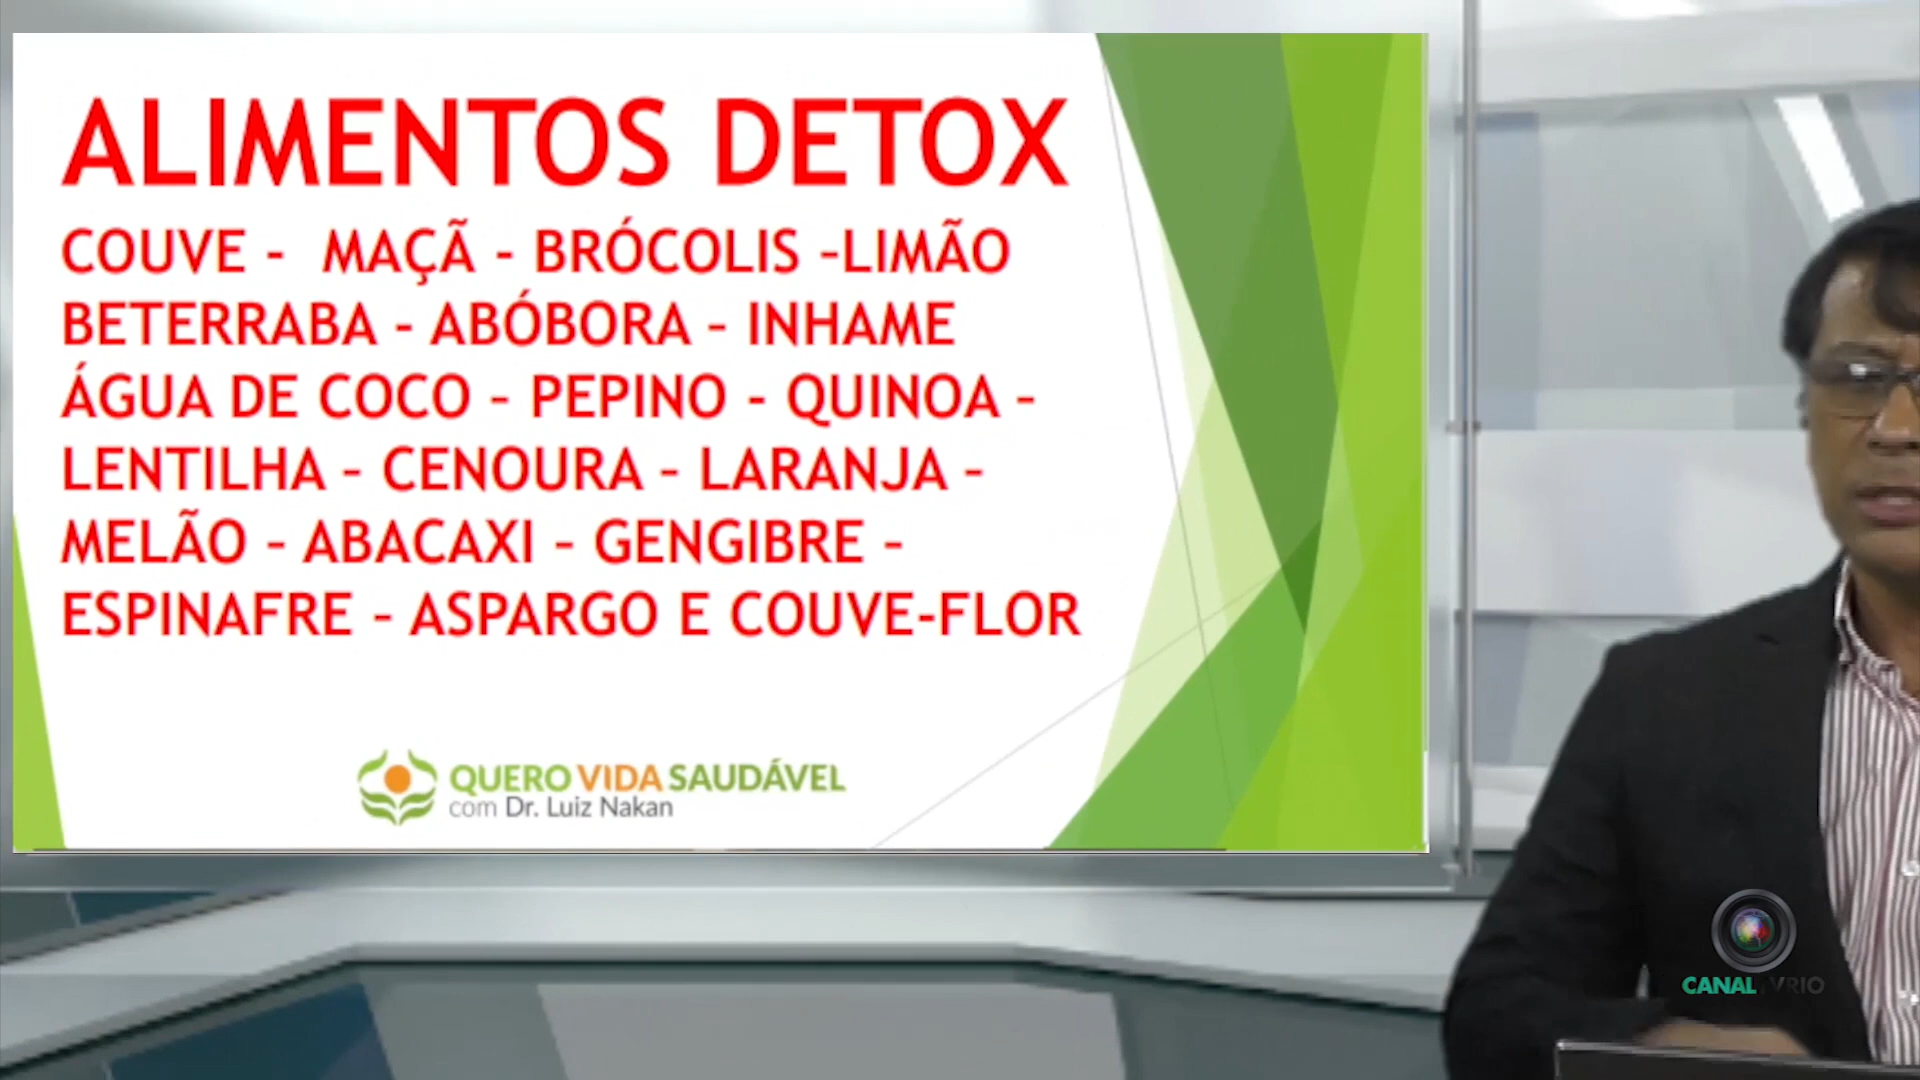 ALIMENTOS DETOX
COUVE - MAÇÃ - BRÓCOLIS –LIMÃO
BETERRABA - ABÓBORA – INHAME
ÁGUA DE COCO – PEPINO - QUINOA –
LENTILHA – CENOURA – LARANJA –
MELÃO – ABACAXI – GENGIBRE –
ESPINAFRE – ASPARGO E COUVE-FLOR
QUERO VIDA SAUDÁVEL
com Dr. Luiz Nakan
CANAL TVRIO